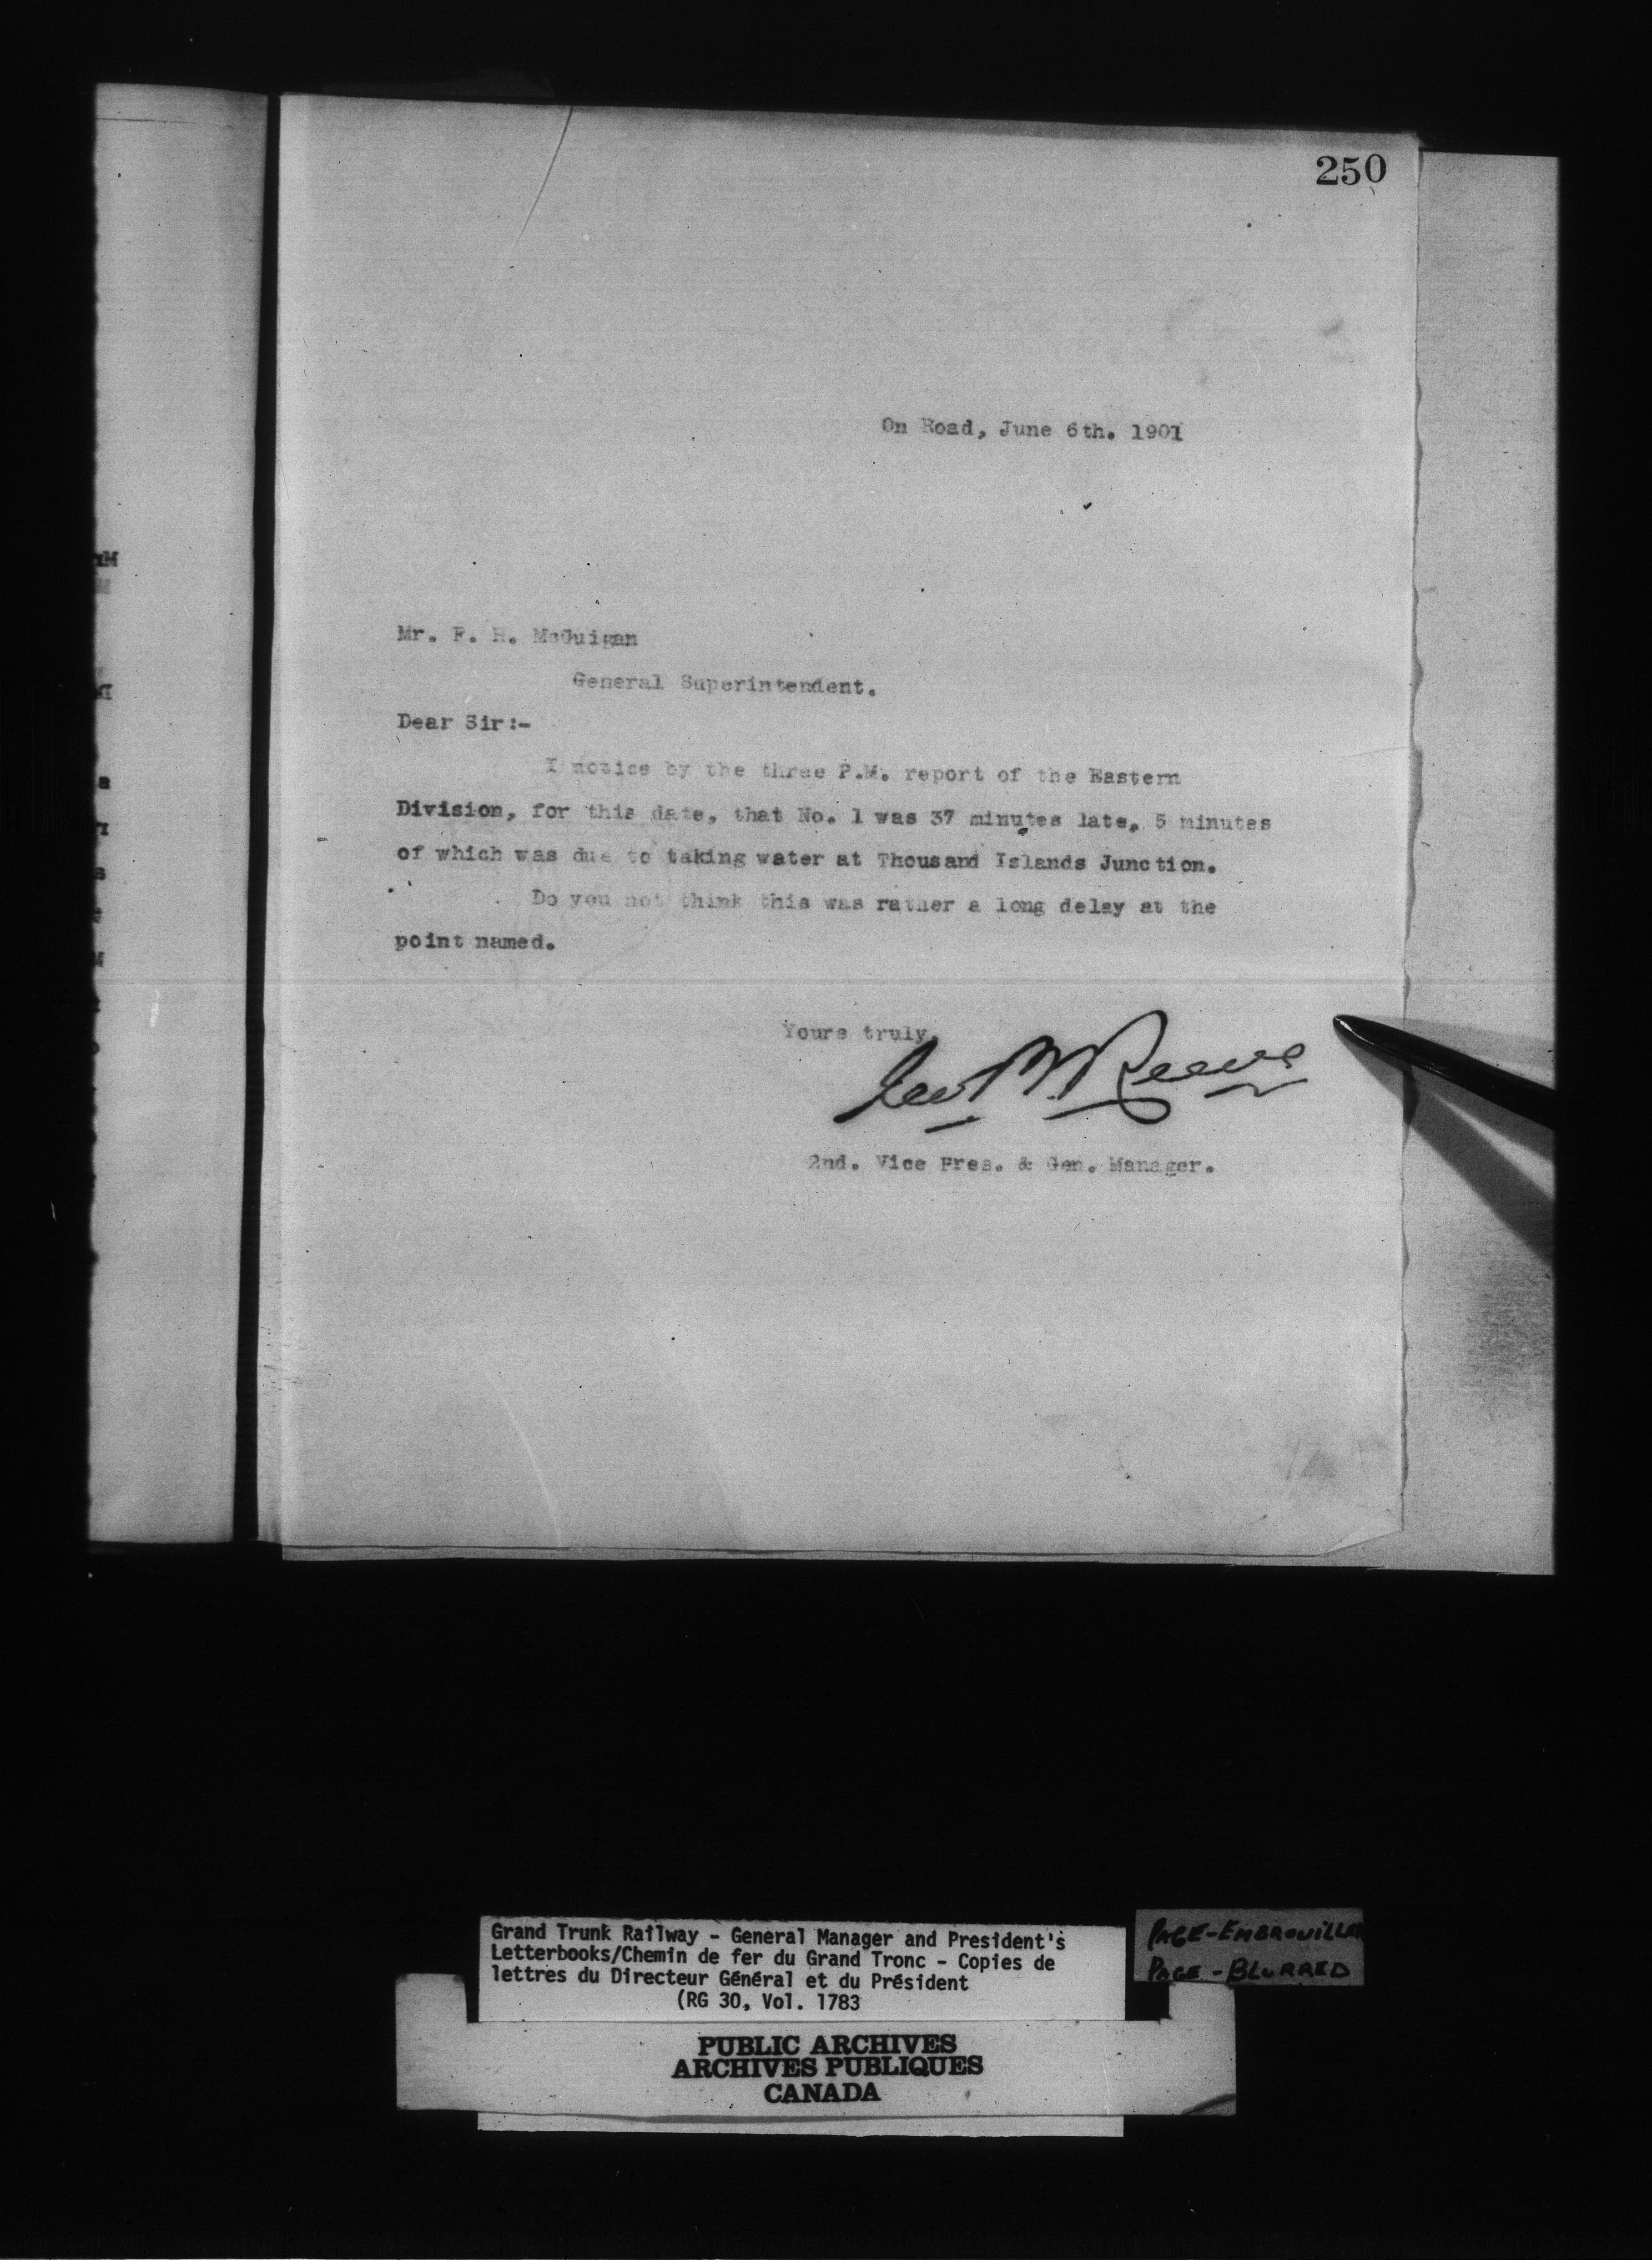 250
On Road, June 6th. 1901
Mr. F. H. McGuigan
General Superintendent.
Dear Sir:-
I notice by the three P.M. report of the Eastern
Division, for this date, that No. 1 was 37 minutes late, 5 minutes
of which was due to taking water at Thousand Islands Junction.
Do you not think this was rather a long delay at the
point named.
Yours truly,
Geo. B. Reeve
2nd. Vice Pres. & Gen. Manager.
Grand Trunk Railway - General Manager and President's
Letterbooks/Chemin de fer du Grand Tronc - Copies de
lettres du Directeur Général et du Président
(RG 30, Vol. 1783
PAGE-EMBROUILLE
PAGE-BLURRED
PUBLIC ARCHIVES
ARCHIVES PUBLIQUES
CANADA